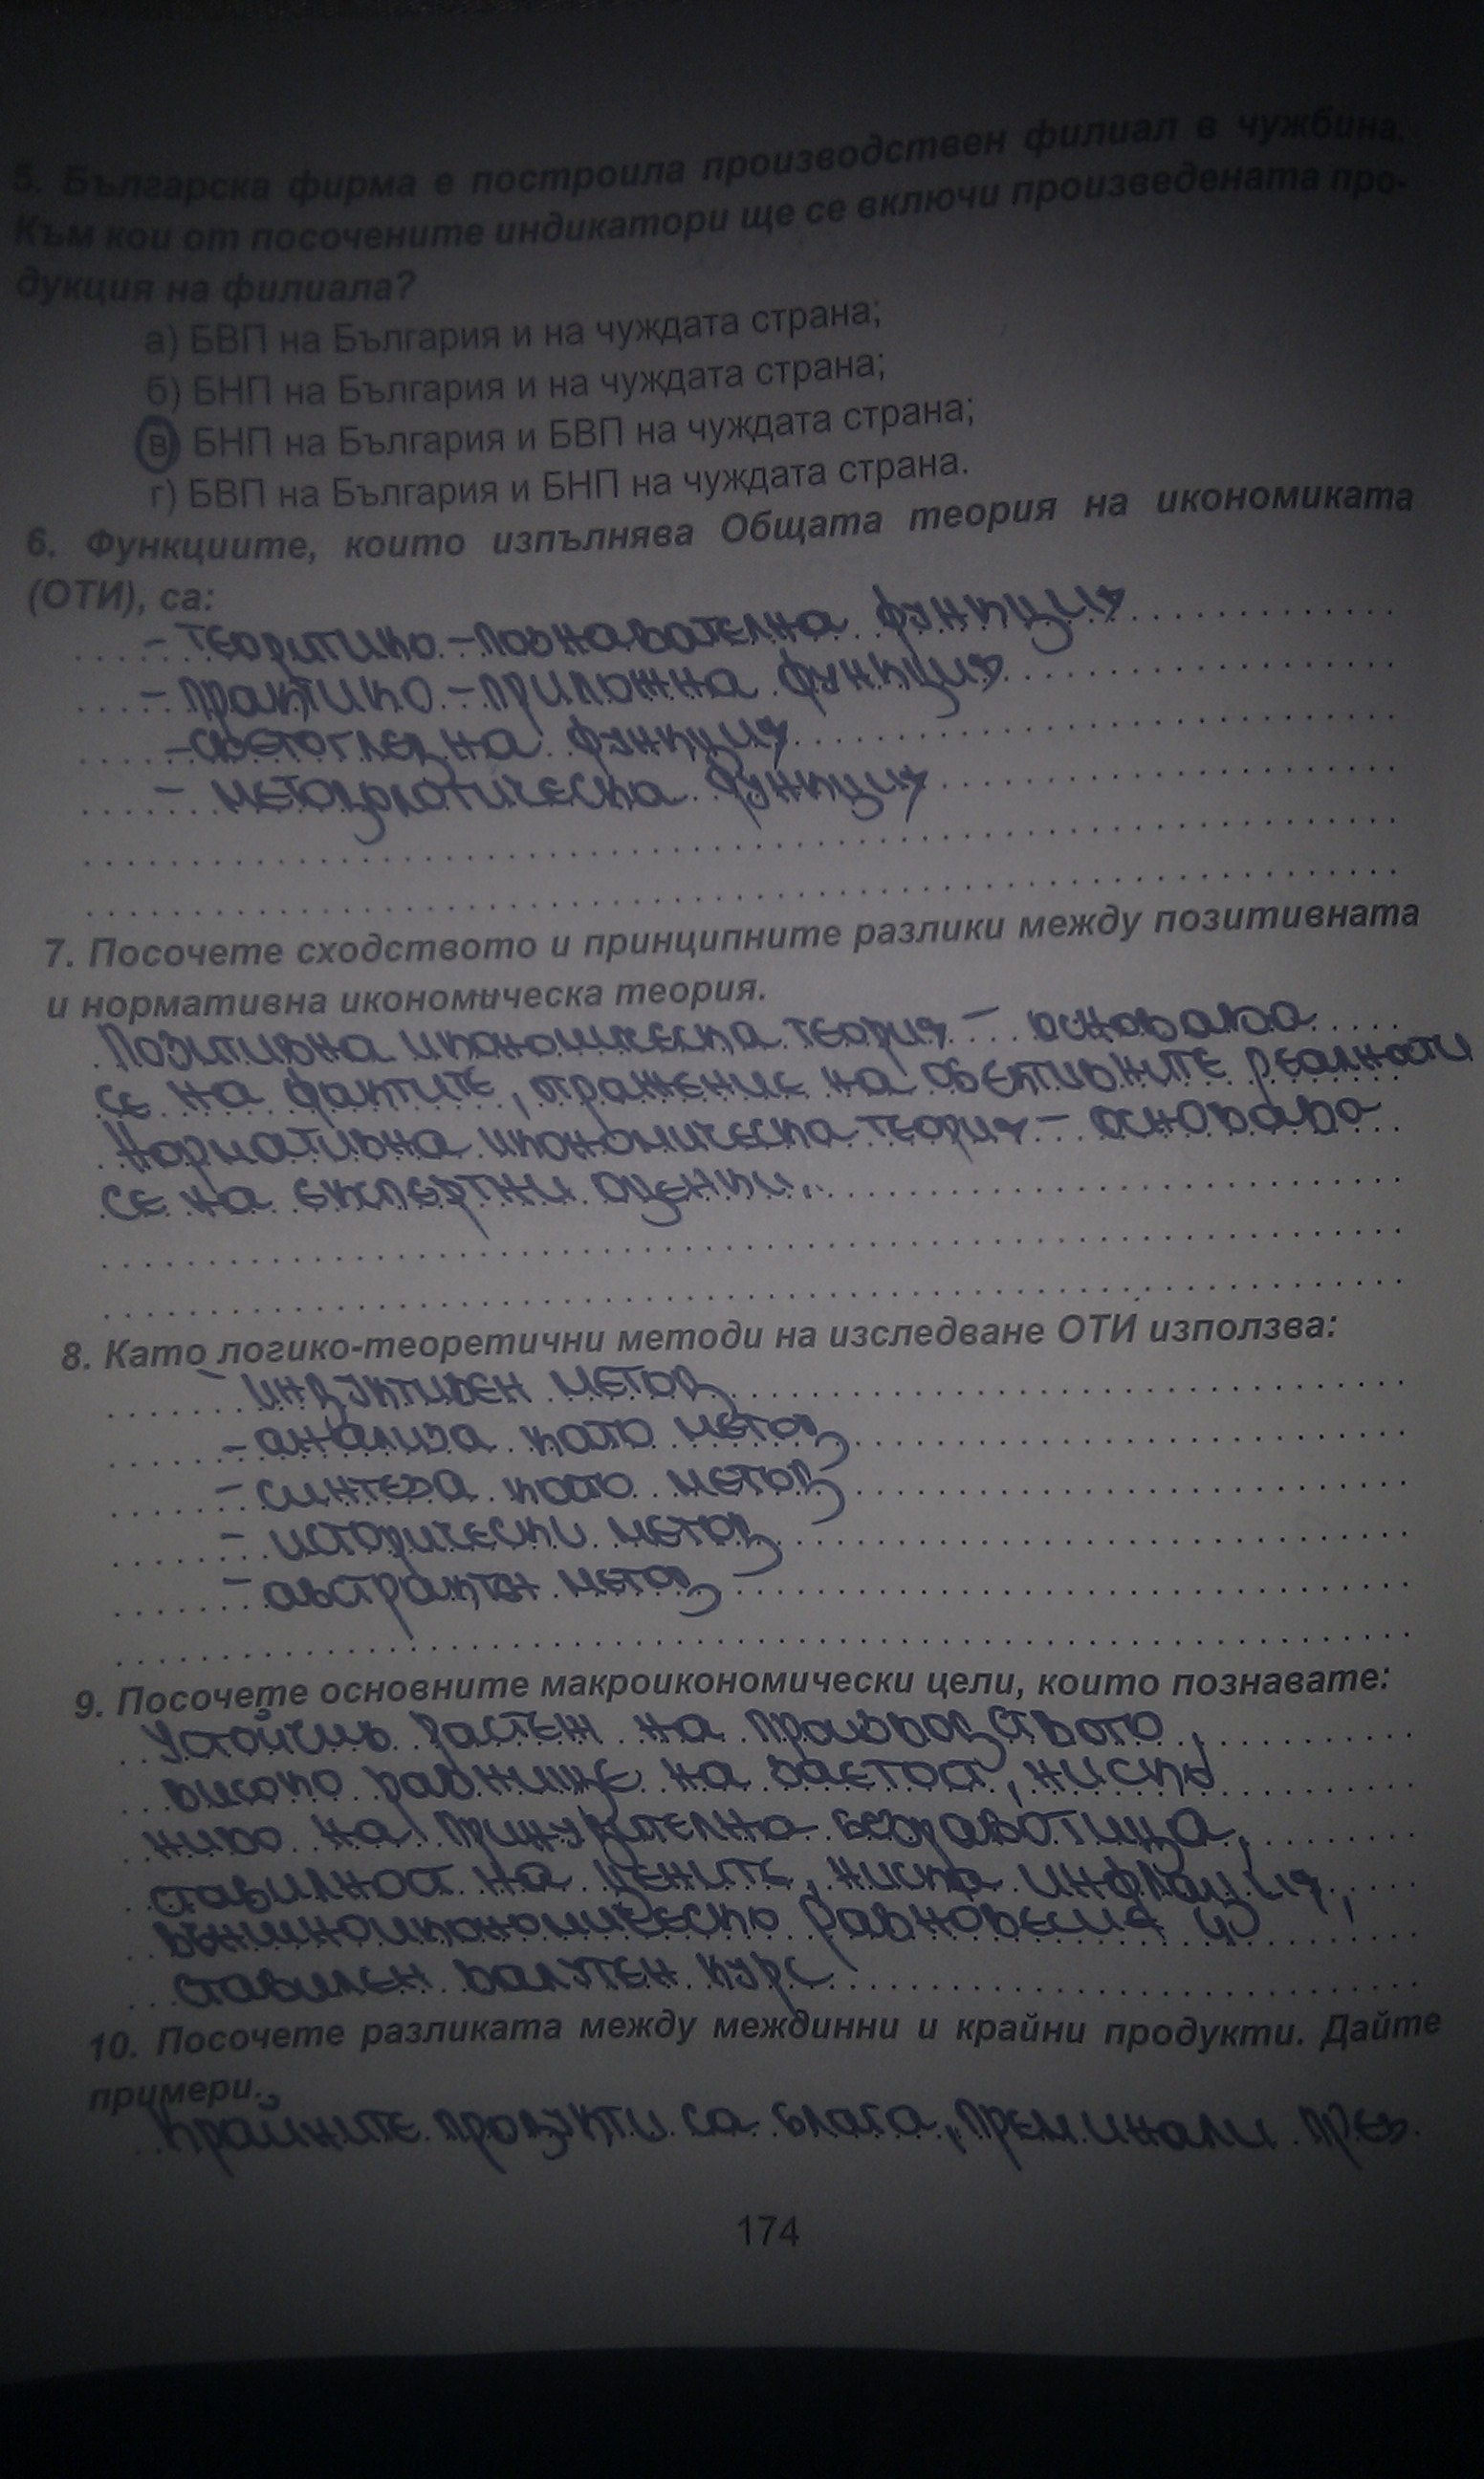 5. Българска фирма е построила производствен филиал в чужбина.
Към кои от посочените индикатори ще се включи произведената про-
дукция на филиала?
а) БВП на България и на чуждата страна;
б) БНП на България и на чуждата страна;
в) БНП на България и БВП на чуждата страна;
г) БВП на България и БНП на чуждата страна.
6. Функциите, които изпълнява Общата теория на икономиката
(ОТИ), са:
- теоритико-познавателна функция
- практико-приложна функция
- светогледна функция
- методологическа функция
7. Посочете сходството и принципните разлики между позитивната
и нормативна икономическа теория.
Позитивна икономическа теория - основава
се на фактите, отражение на обективните реалности
Нормативна икономическа теория - основава
се на експертни оценки.
8. Като логико-теоретични методи на изследване ОТИ използва:
- индуктивен метод
- анализа като метод
- синтеза като метод
- исторически метод
- абстрактен метод
9. Посочете основните макроикономически цели, които познавате:
Устойчив растеж на производството,
високо равнище на заетост, ниско
ниво на принудителна безработица,
стабилност на цените, ниска инфлация,
външноикономическо равновесия и
стабилен валутен курс
10. Посочете разликата между междинни и крайни продукти. Дайте
примери.
Крайните продукти са блага, преминали през
174